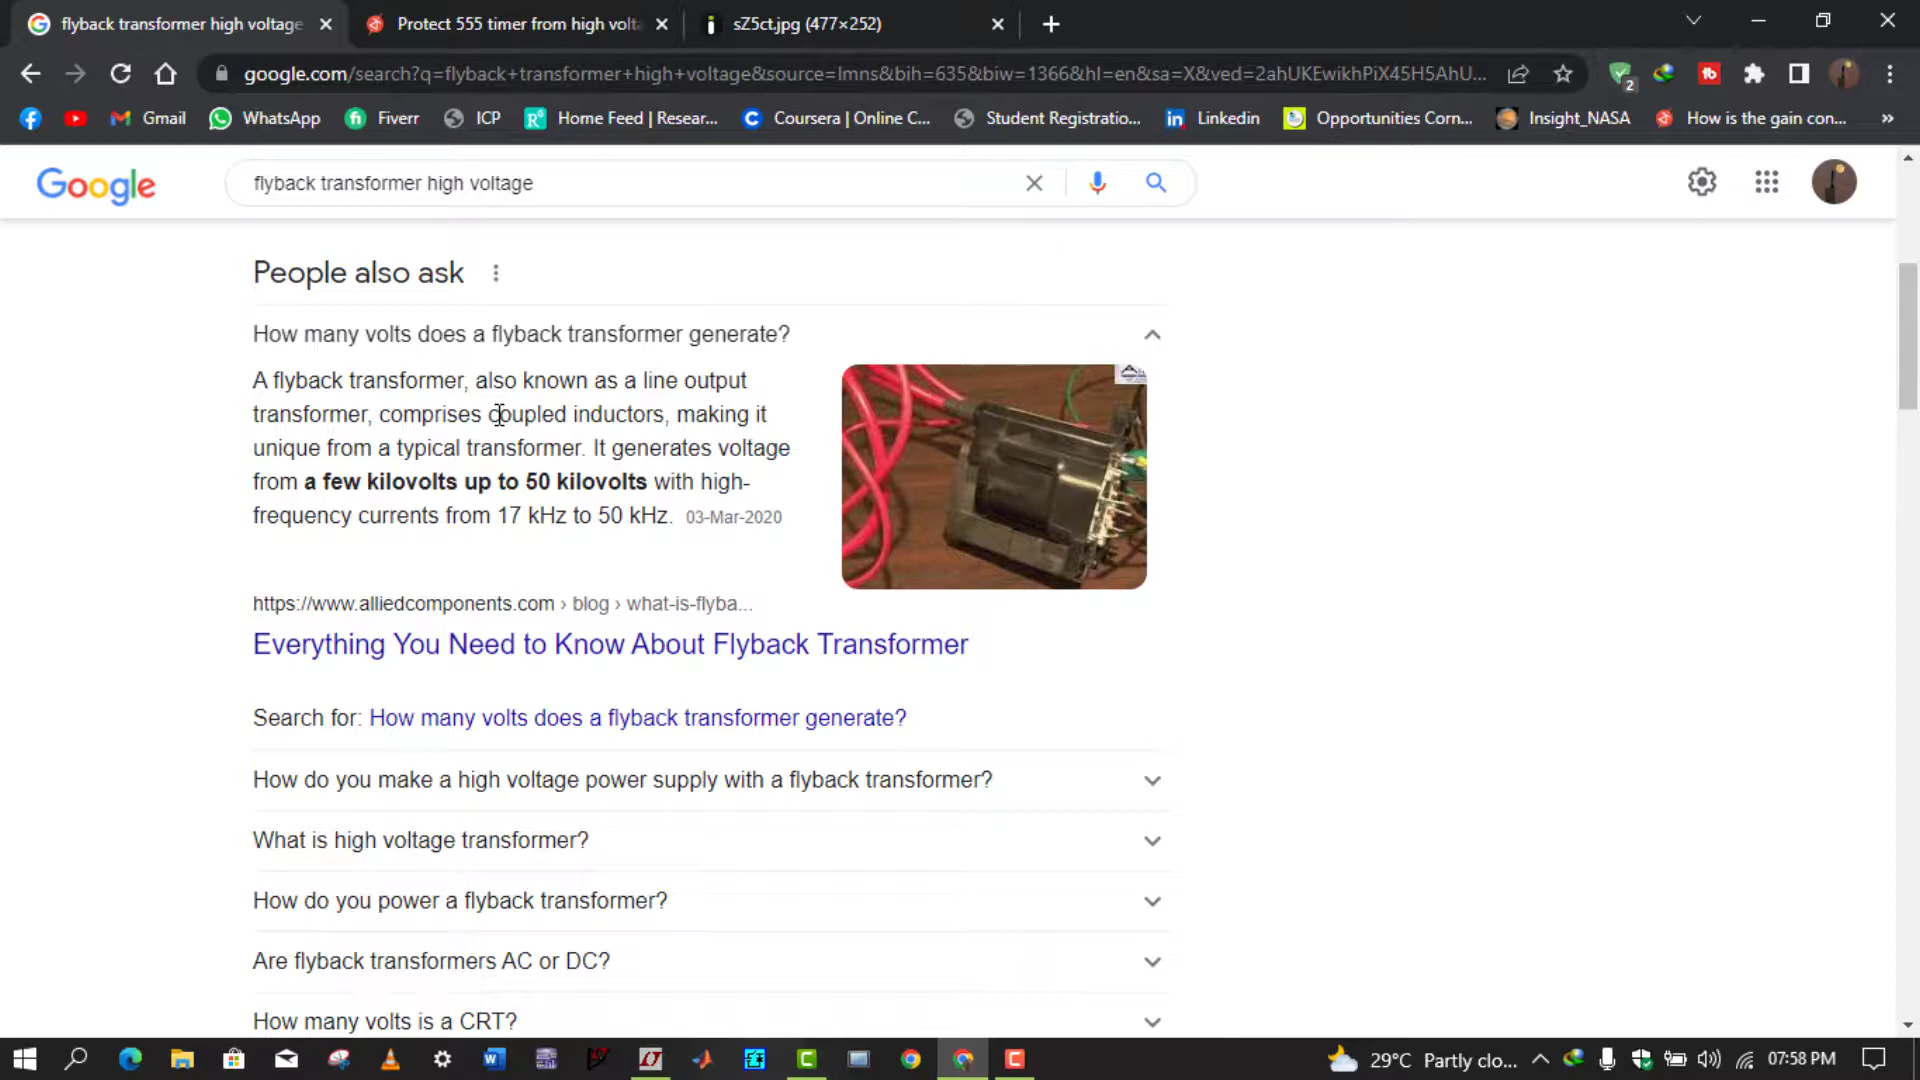 flyback transformer high voltage
Protect 555 timer from high volta
sZ5ct.jpg (477×252)
google.com/search?q=flyback+transformer+high+voltage&source=lmns&bih=635&biw=1366&hl=en&sa=X&ved=2ahUKEwikhPiX45H5AhU...
2
Gmail
WhatsApp
Fiverr
ICP
Home Feed | Resear...
Coursera | Online C...
Student Registratio...
Linkedin
Opportunities Corn...
Insight_NASA
How is the gain con...
»
Google
flyback transformer high voltage
People also ask
How many volts does a flyback transformer generate?
A flyback transformer, also known as a line output
transformer, comprises coupled inductors, making it
unique from a typical transformer. It generates voltage
from a few kilovolts up to 50 kilovolts with high-
frequency currents from 17 kHz to 50 kHz. 03-Mar-2020
https://www.alliedcomponents.com › blog › what-is-flyba...
Everything You Need to Know About Flyback Transformer
Search for: How many volts does a flyback transformer generate?
How do you make a high voltage power supply with a flyback transformer?
What is high voltage transformer?
How do you power a flyback transformer?
Are flyback transformers AC or DC?
How many volts is a CRT?
29°C Partly clo...
07:58 PM